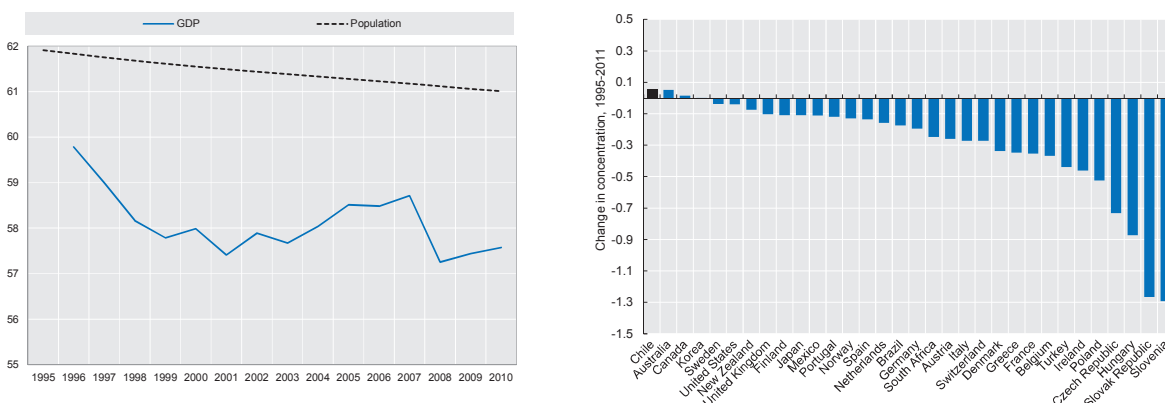 GDP
Population
62
61
60
59
58
57
56
55
1995 1996 1997 1998 1999 2000 2001 2002 2003 2004 2005 2006 2007 2008 2009 2010
Change in concentration, 1995-2011
0.5
0.3
0.1
-0.1
-0.3
-0.5
-0.7
-0.9
-1.1
-1.3
-1.5
Chile
Australia
Canada
Korea
Sweden
United States
New Zealand
United Kingdom
Finland
Japan
Mexico
Portugal
Norway
Spain
Netherlands
Brazil
Germany
South Africa
Austria
Italy
Switzerland
Denmark
Greece
France
Belgium
Turkey
Ireland
Poland
Czech Republic
Hungary
Slovak Republic
Slovenia